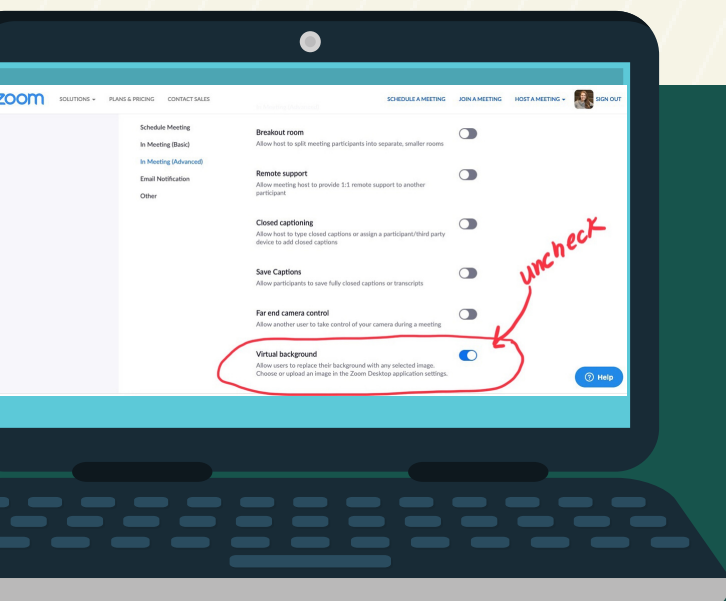 zoom
SOLUTIONS
PLANS & PRICING
CONTACT SALES
SCHEDULE A MEETING
JOIN A MEETING
HOST A MEETING
SIGN OUT
Schedule Meeting
In Meeting (Basic)
In Meeting (Advanced)
Email Notification
Other
Breakout room
Allow host to split meeting participants into separate, smaller rooms
Remote support
Allow meeting host to provide 1:1 remote support to another
participant
Closed captioning
Allow host to type closed captions or assign a participant/third party
device to add closed captions
Save Captions
Allow participants to save fully closed captions or transcripts
Far end camera control
Allow another user to take control of your camera during a meeting
Virtual background
Allow users to replace their background with any selected image.
Choose or upload an image in the Zoom Desktop application settings.
uncheck
Help